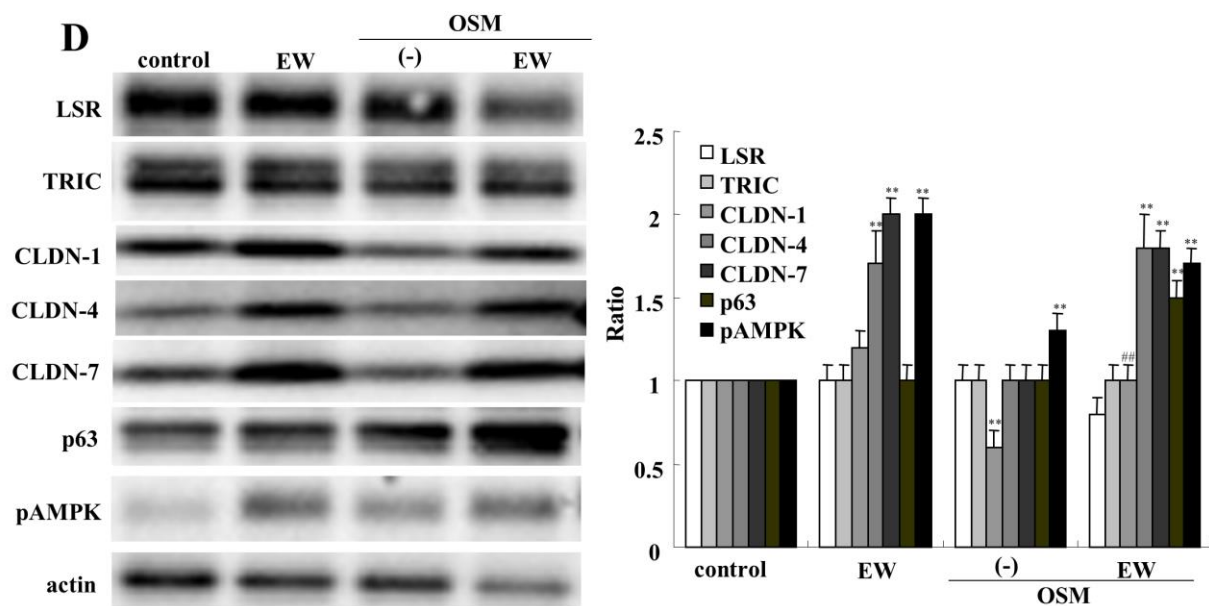 D
OSM
control EW (-) EW
LSR
TRIC
CLDN-1
CLDN-4
CLDN-7
p63
pAMPK
actin
2.5
2
1.5
1
0.5
0
Ratio
LSR
TRIC
CLDN-1
CLDN-4
CLDN-7
p63
pAMPK
** ** **
** **
## ** ** ** **
control EW (-) EW
OSM